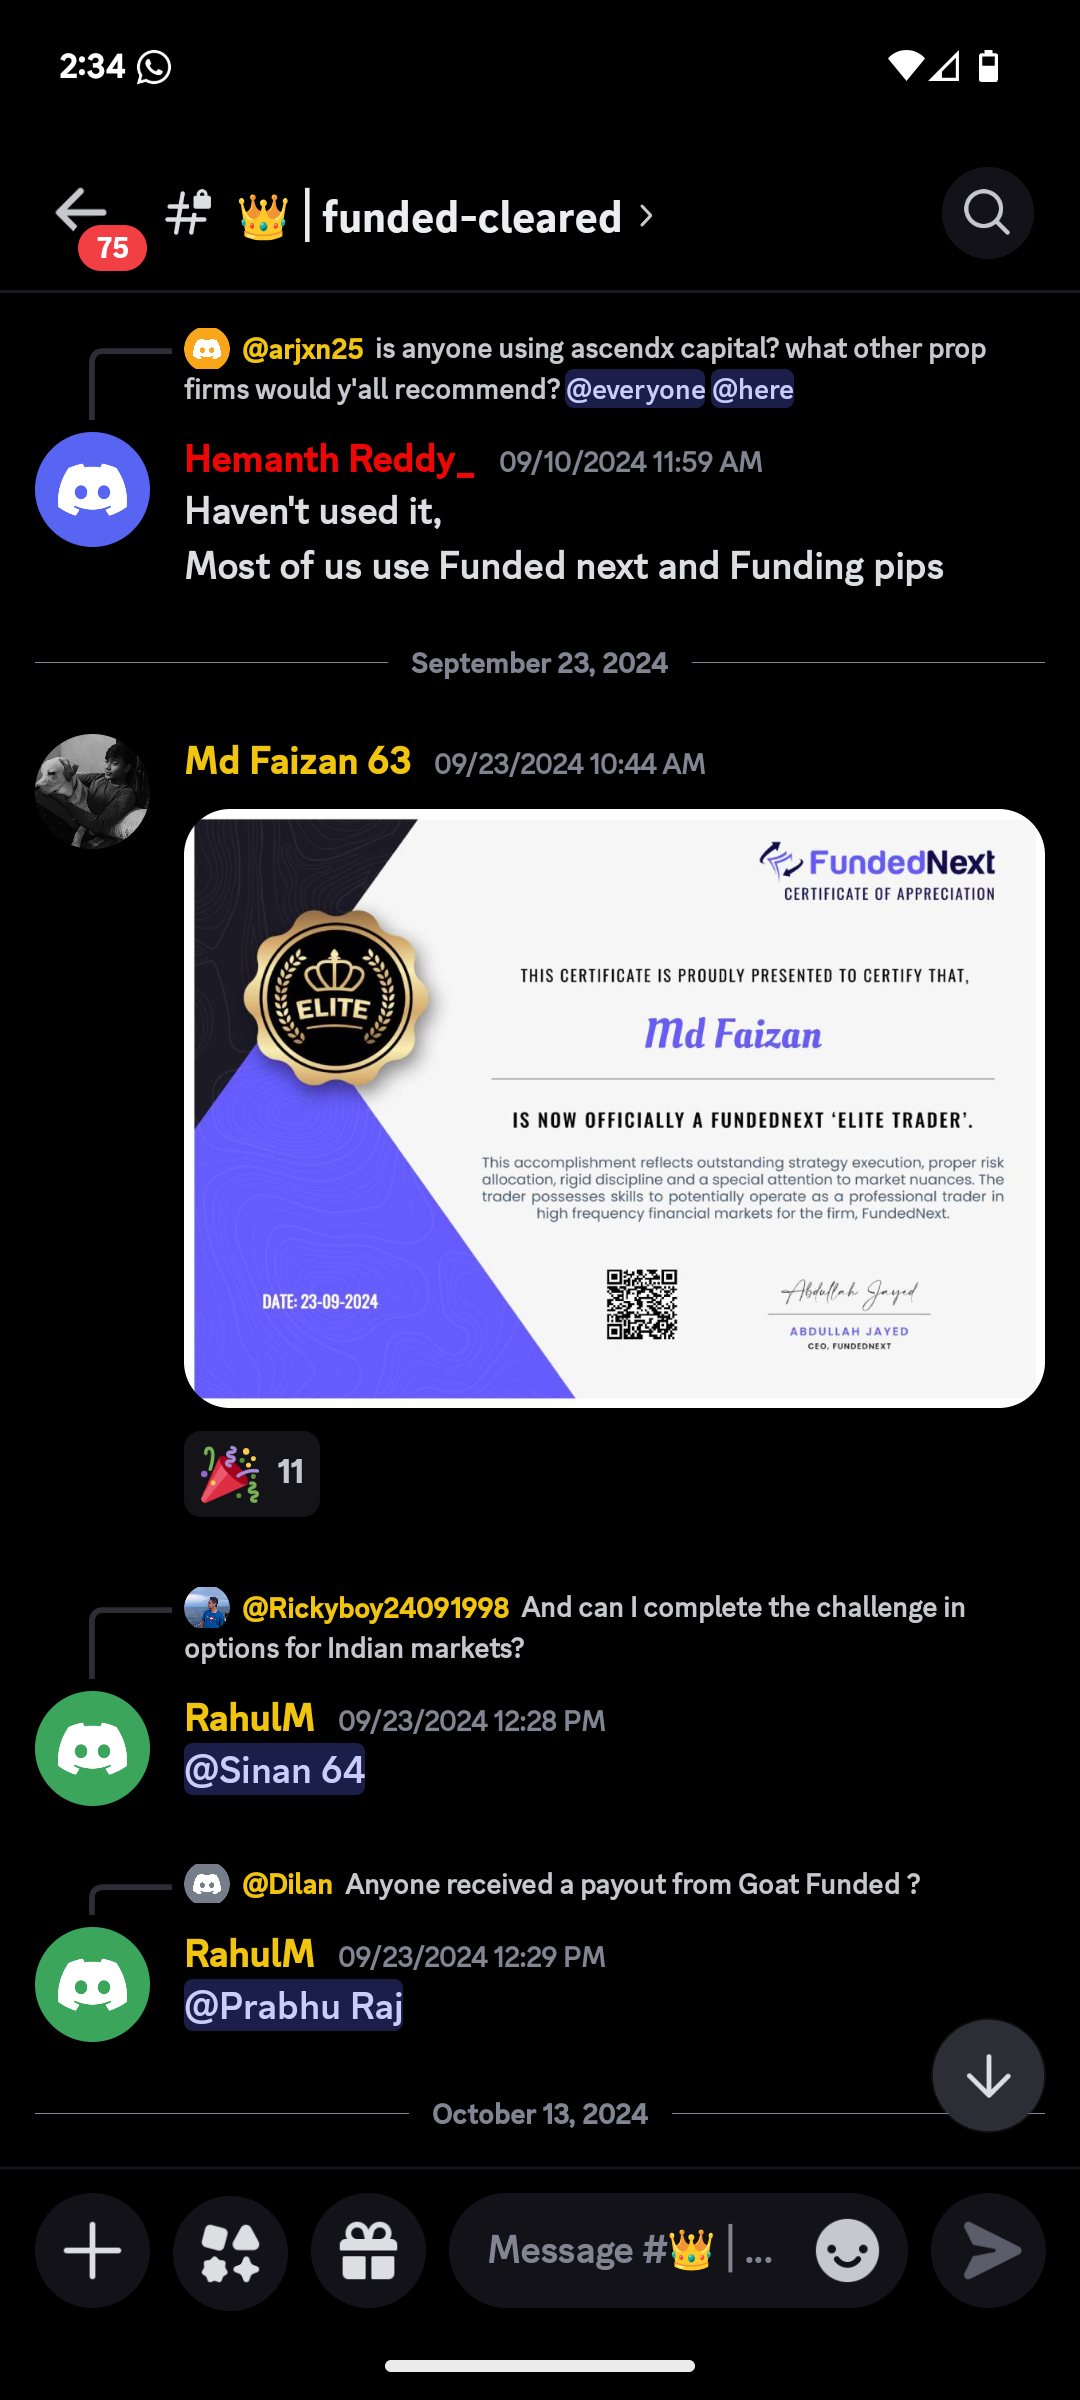 2:34
75
# 👑 | funded-cleared ›
@arjxn25 is anyone using ascendx capital? what other prop
firms would y'all recommend? @everyone @here
Hemanth Reddy_ 09/10/2024 11:59 AM
Haven't used it,
Most of us use Funded next and Funding pips
September 23, 2024
Md Faizan 63 09/23/2024 10:44 AM
FundedNext
CERTIFICATE OF APPRECIATION
ELITE
THIS CERTIFICATE IS PROUDLY PRESENTED TO CERTIFY THAT,
Md Faizan
IS NOW OFFICIALLY A FUNDEDNEXT ‘ELITE TRADER’.
This accomplishment reflects outstanding strategy execution, proper risk
allocation, rigid discipline and a special attention to market nuances. The
trader possesses skills to potentially operate as a professional trader in
high frequency financial markets for the firm, FundedNext.
DATE: 23-09-2024
Abdullah Jayed
ABDULLAH JAYED
CEO, FUNDEDNEXT
🎉 11
@Rickyboy24091998 And can I complete the challenge in
options for Indian markets?
RahulM 09/23/2024 12:28 PM
@Sinan 64
@Dilan Anyone received a payout from Goat Funded ?
RahulM 09/23/2024 12:29 PM
@Prabhu Raj
October 13, 2024
Message #👑 | ...